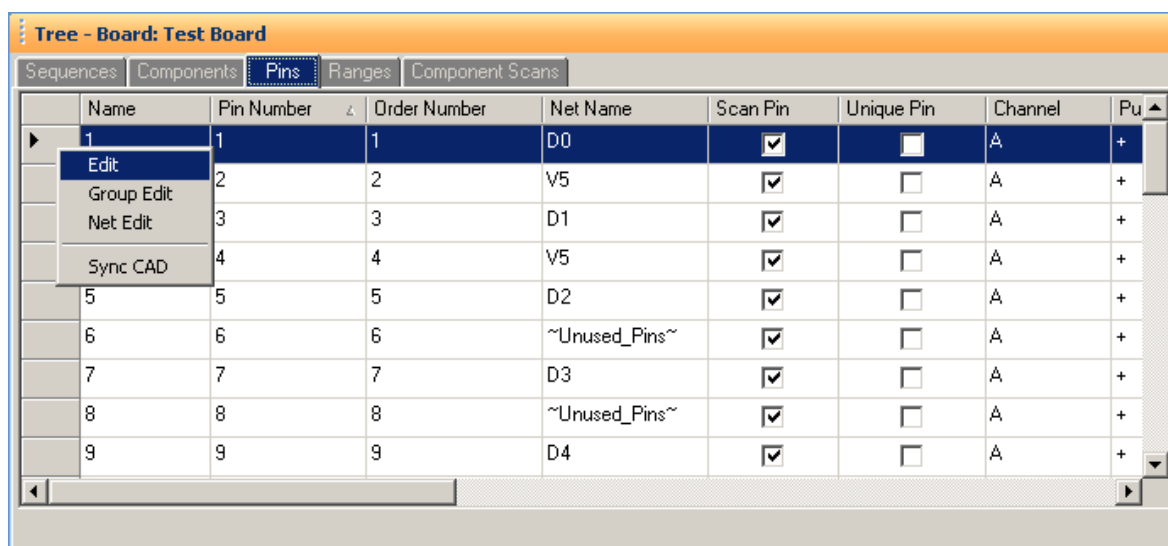 Tree - Board: Test Board
Sequences Components Pins Ranges Component Scans
Name Pin Number Order Number Net Name Scan Pin Unique Pin Channel Pu
1 1 1 D0 A +
Edit
2 2 V5 A +
Group Edit
Net Edit
3 3 D1 A +
Sync CAD
4 4 V5 A +
5 5 5 D2 A +
6 6 6 ~Unused_Pins~ A +
7 7 7 D3 A +
8 8 8 ~Unused_Pins~ A +
9 9 9 D4 A +